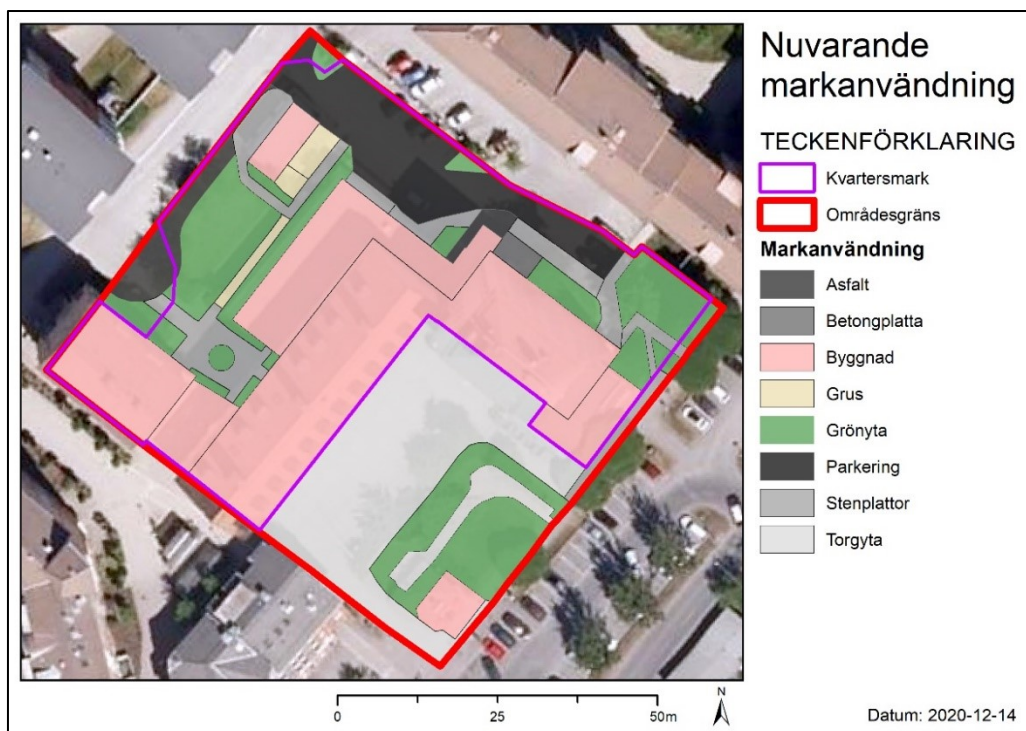 Nuvarande
markanvändning
TECKENFÖRKLARING
Kvartersmark
Områdesgräns
Markanvändning
Asfalt
Betongplatta
Byggnad
Grus
Grönyta
Parkering
Stenplattor
Torgyta
0 25 50m
N
Datum: 2020-12-14